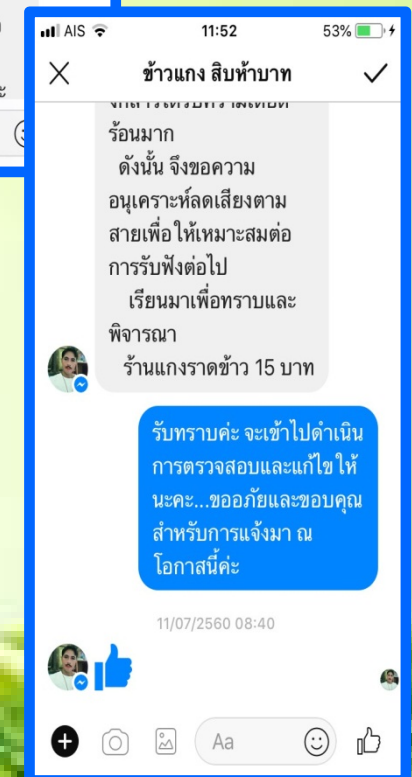 AIS
11:52
53%
ข้าวแกง สิบห้าบาท
ร้อนมาก
ดังนั้น จึงขอความ
อนุเคราะห์ลดเสียงตาม
สายเพื่อให้เหมาะสมต่อ
การรับฟังต่อไป
เรียนมาเพื่อทราบและ
พิจารณา
ร้านแกงราดข้าว 15 บาท
รับทราบค่ะ จะเข้าไปดำเนิน
การตรวจสอบและแก้ไขให้
นะคะ...ขออภัยและขอบคุณ
สำหรับการแจ้งมา ณ
โอกาสนี้ค่ะ
11/07/2560 08:40
Aa